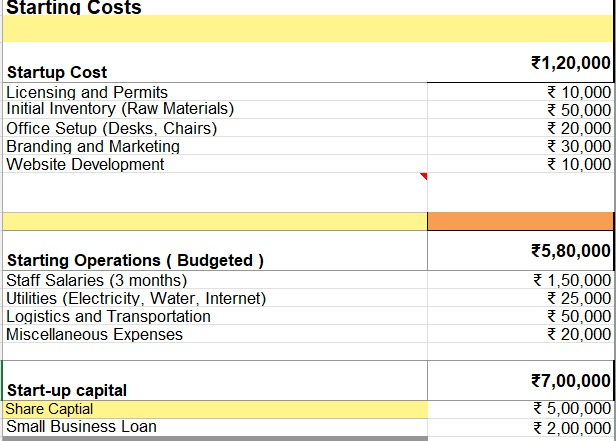 Starting Costs
Startup Cost ₹1,20,000
Licensing and Permits ₹ 10,000
Initial Inventory (Raw Materials) ₹ 50,000
Office Setup (Desks, Chairs) ₹ 20,000
Branding and Marketing ₹ 30,000
Website Development ₹ 10,000
Starting Operations ( Budgeted ) ₹5,80,000
Staff Salaries (3 months) ₹ 1,50,000
Utilities (Electricity, Water, Internet) ₹ 25,000
Logistics and Transportation ₹ 50,000
Miscellaneous Expenses ₹ 20,000
Start-up capital ₹7,00,000
Share Captial ₹ 5,00,000
Small Business Loan ₹ 2,00,000